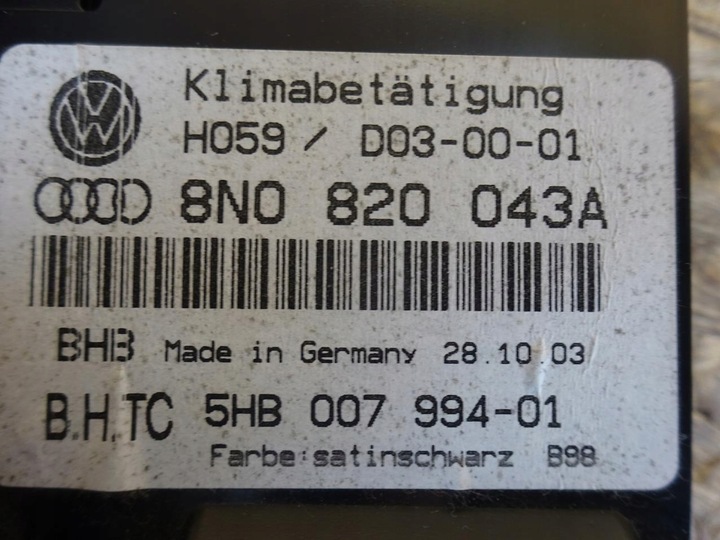 Klimabetätigung
H059 / D03-00-01
8N0 820 043A
BHB Made in Germany 28.10.03
B.H.TC 5HB 007 994-01
Farbe:satinschwarz B98